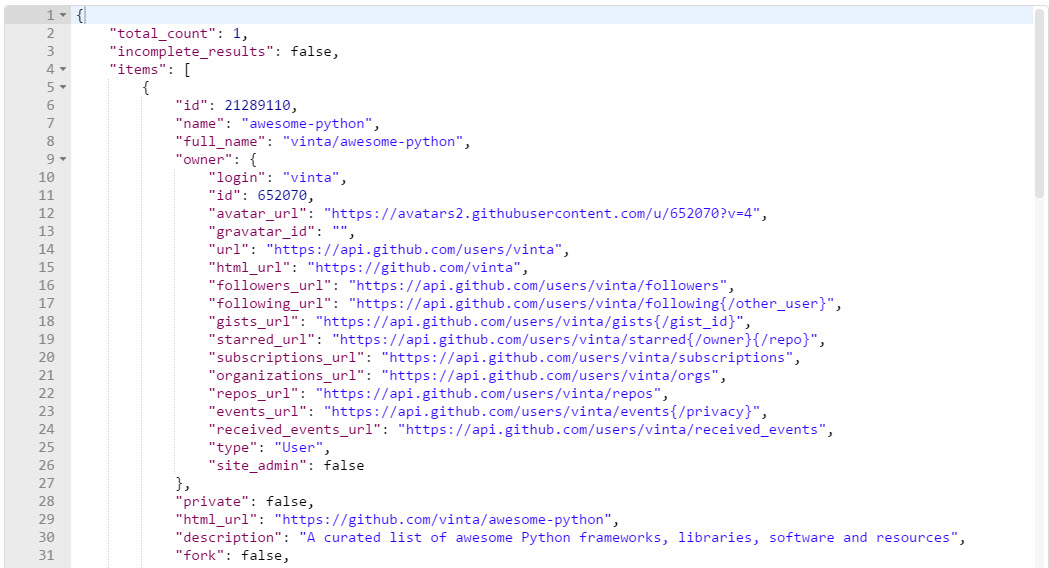 1 {
2 "total_count": 1,
3 "incomplete_results": false,
4 "items": [
5 {
6 "id": 21289110,
7 "name": "awesome-python",
8 "full_name": "vinta/awesome-python",
9 "owner": {
10 "login": "vinta",
11 "id": 652070,
12 "avatar_url": "https://avatars2.githubusercontent.com/u/652070?v=4",
13 "gravatar_id": "",
14 "url": "https://api.github.com/users/vinta",
15 "html_url": "https://github.com/vinta",
16 "followers_url": "https://api.github.com/users/vinta/followers",
17 "following_url": "https://api.github.com/users/vinta/following{/other_user}",
18 "gists_url": "https://api.github.com/users/vinta/gists{/gist_id}",
19 "starred_url": "https://api.github.com/users/vinta/starred{/owner}{/repo}",
20 "subscriptions_url": "https://api.github.com/users/vinta/subscriptions",
21 "organizations_url": "https://api.github.com/users/vinta/orgs",
22 "repos_url": "https://api.github.com/users/vinta/repos",
23 "events_url": "https://api.github.com/users/vinta/events{/privacy}",
24 "received_events_url": "https://api.github.com/users/vinta/received_events",
25 "type": "User",
26 "site_admin": false
27 },
28 "private": false,
29 "html_url": "https://github.com/vinta/awesome-python",
30 "description": "A curated list of awesome Python frameworks, libraries, software and resources",
31 "fork": false,